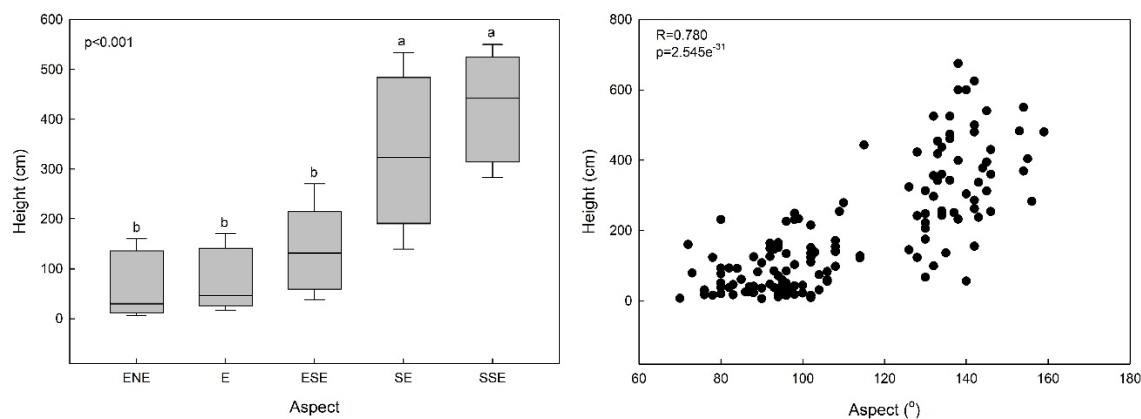 600
500
400
300
200
100
0
Height (cm)
p<0.001
b
b
b
a
a
ENE E ESE SE SSE
Aspect
800
600
400
200
0
Height (cm)
R=0.780
p=2.545e-31
60 80 100 120 140 160 180
Aspect (o)